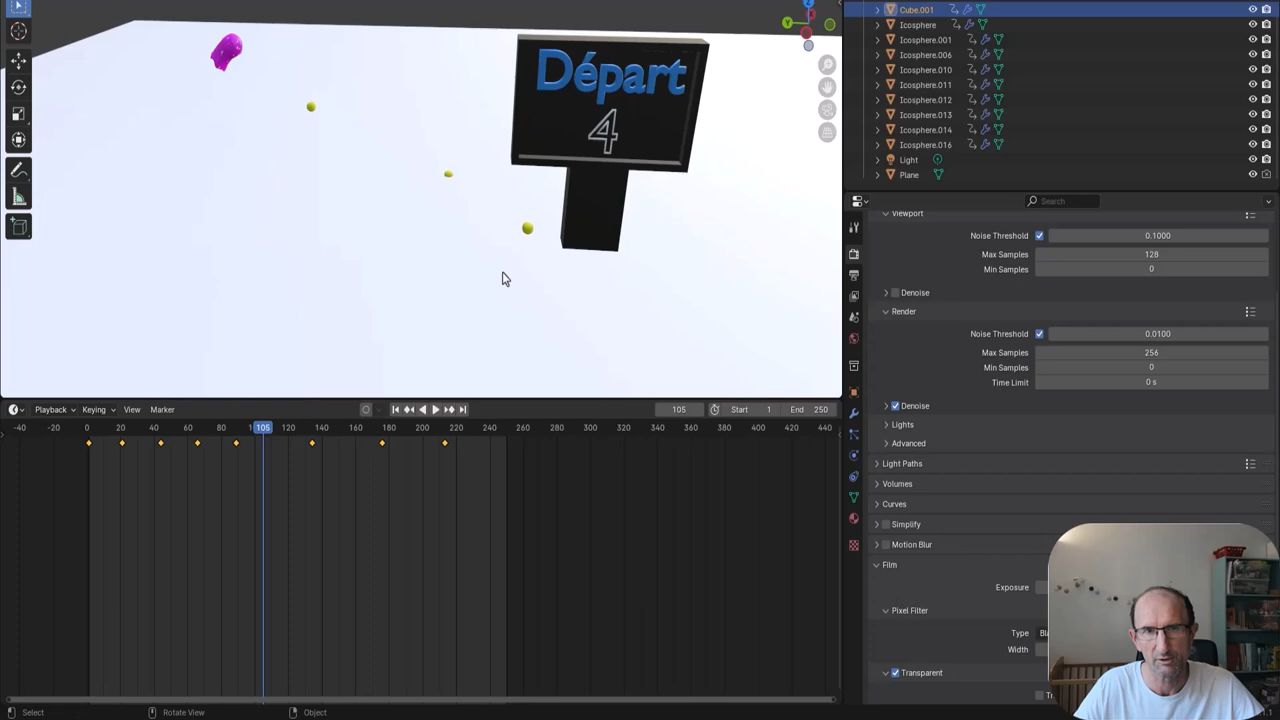 Cube.001
Icosphere
Icosphere.001
Icosphere.006
Icosphere.010
Icosphere.011
Icosphere.012
Icosphere.013
Icosphere.014
Icosphere.016
Light
Plane
Départ
4
Search
Viewport
Noise Threshold 0.1000
Max Samples 128
Min Samples 0
Denoise
Render
Noise Threshold 0.0100
Max Samples 256
Min Samples 0
Time Limit 0 s
Denoise
Lights
Advanced
Light Paths
Volumes
Curves
Simplify
Motion Blur
Film
Exposure
Pixel Filter
Type
Width
Transparent
Playback Keying View Marker 105 Start 1 End 250
-40 -20 0 20 40 60 80 105 120 140 160 180 200 220 240 260 280 300 320 340 360 380 400 420 440
Select Rotate View Object